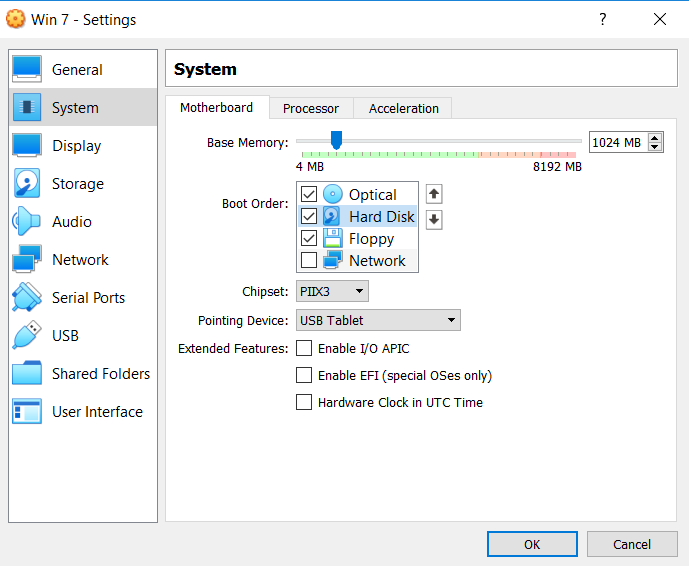 Win 7 - Settings
?
General
System
Display
Storage
Audio
Network
Serial Ports
USB
Shared Folders
User Interface
System
Motherboard Processor Acceleration
Base Memory: 1024 MB
4 MB 8192 MB
Boot Order: Optical
Hard Disk
Floppy
Network
Chipset: PIIX3
Pointing Device: USB Tablet
Extended Features: Enable I/O APIC
Enable EFI (special OSes only)
Hardware Clock in UTC Time
OK Cancel